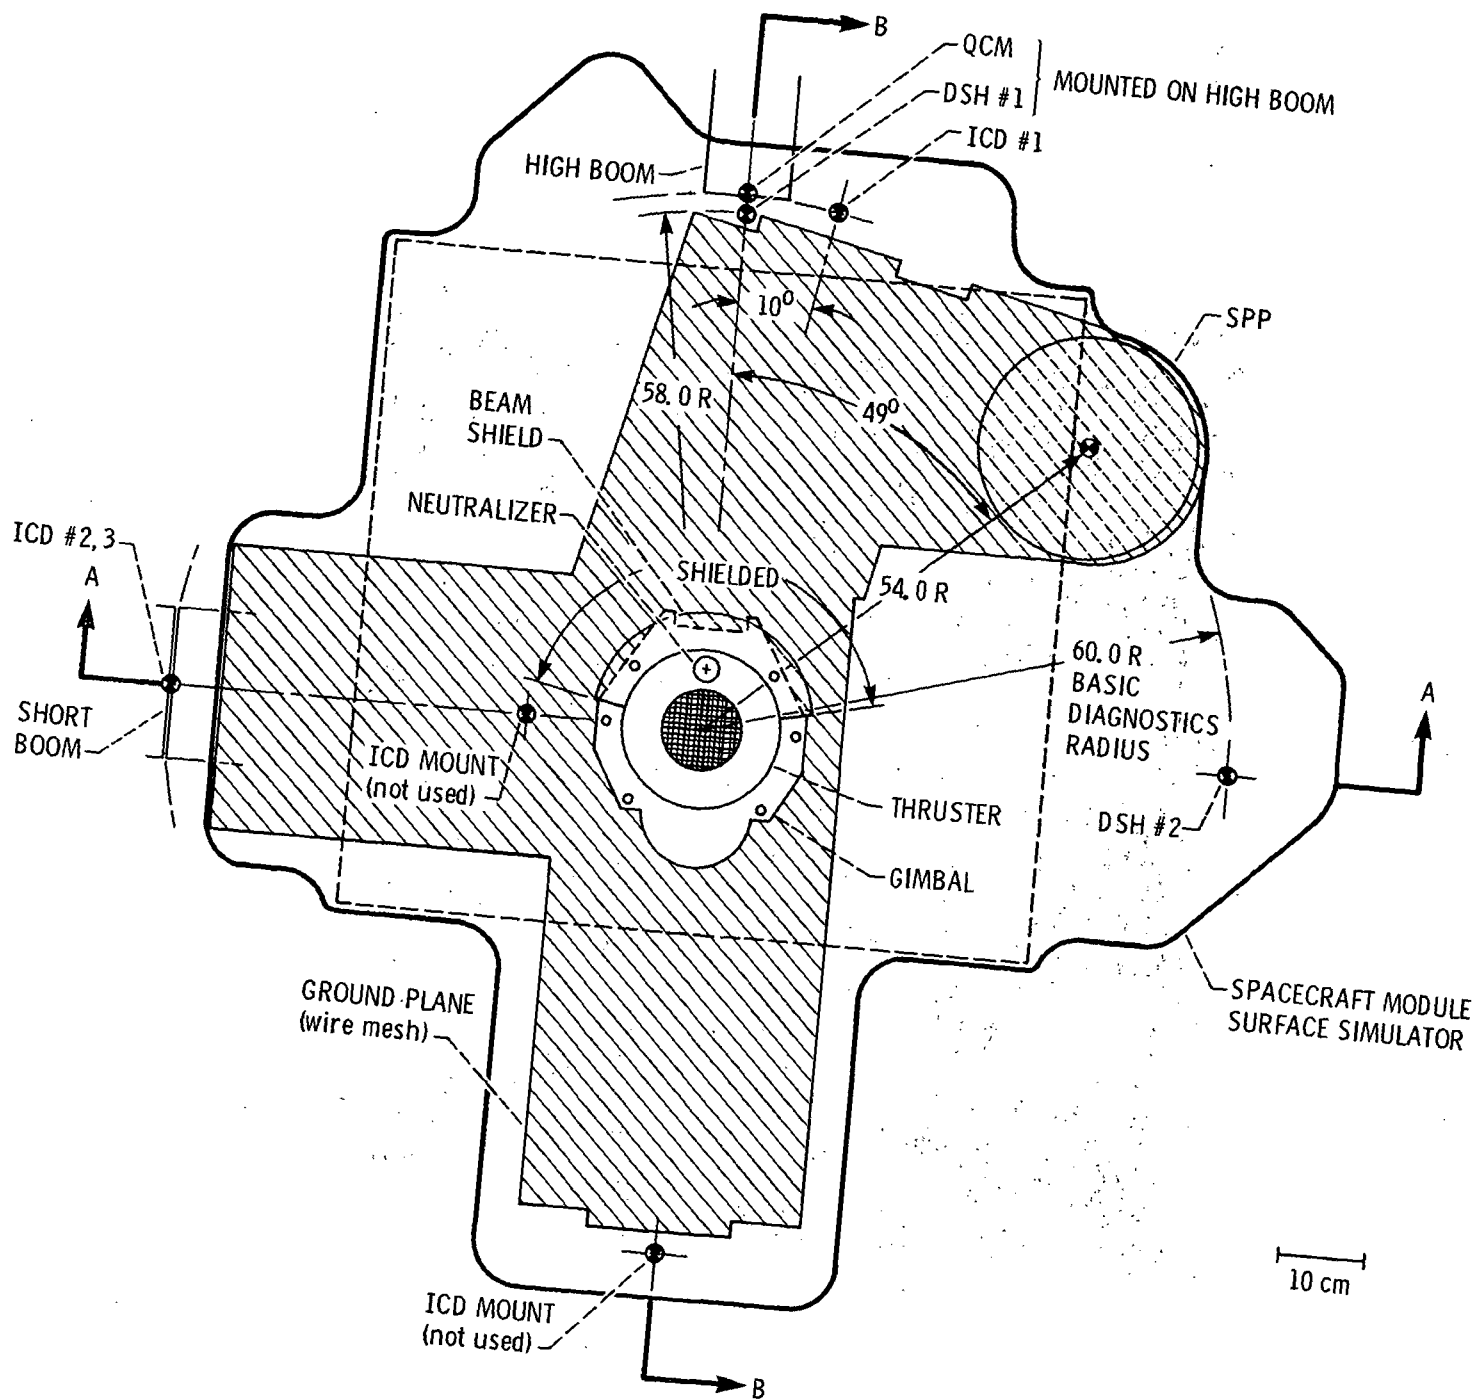 B
QCM
DSH #1
MOUNTED ON HIGH BOOM
ICD #1
HIGH BOOM
10⁰
SPP
58.0 R
49⁰
BEAM
SHIELD
NEUTRALIZER
ICD #2,3
A
SHIELDED
54.0 R
60.0 R
BASIC
DIAGNOSTICS
RADIUS
A
SHORT
BOOM
ICD MOUNT
(not used)
THRUSTER
DSH #2
GIMBAL
GROUND PLANE
(wire mesh)
SPACECRAFT MODULE
SURFACE SIMULATOR
10 cm
ICD MOUNT
(not used)
B